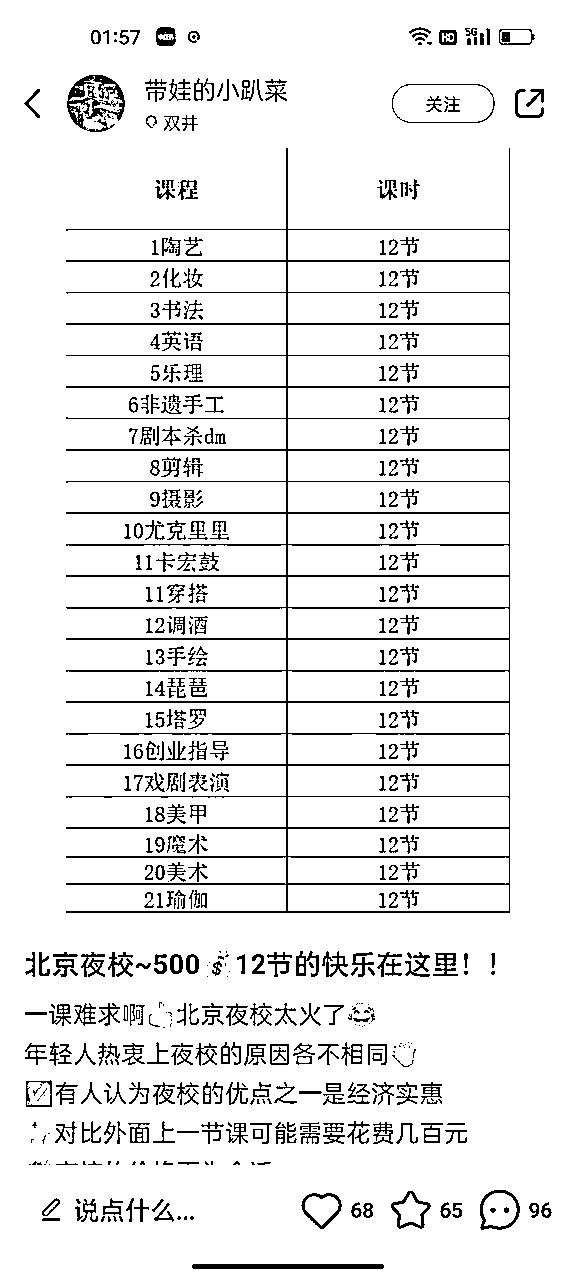 01:57 HD 5G
带娃的小趴菜
关注
双井
课程 课时
1陶艺 12节
2化妆 12节
3书法 12节
4英语 12节
5乐理 12节
6非遗手工 12节
7剧本杀dm 12节
8剪辑 12节
9摄影 12节
10尤克里里 12节
11卡宏鼓 12节
11穿搭 12节
12调酒 12节
13手绘 12节
14琵琶 12节
15塔罗 12节
16创业指导 12节
17戏剧表演 12节
18美甲 12节
19魔术 12节
20美术 12节
21瑜伽 12节
北京夜校~500💰12节的快乐在这里！！
一课难求啊👍北京夜校太火了😂
年轻人热衷上夜校的原因各不相同👏
✅有人认为夜校的优点之一是经济实惠
✨对比外面上一节课可能需要花费几百元
说点什么... 68 65 96